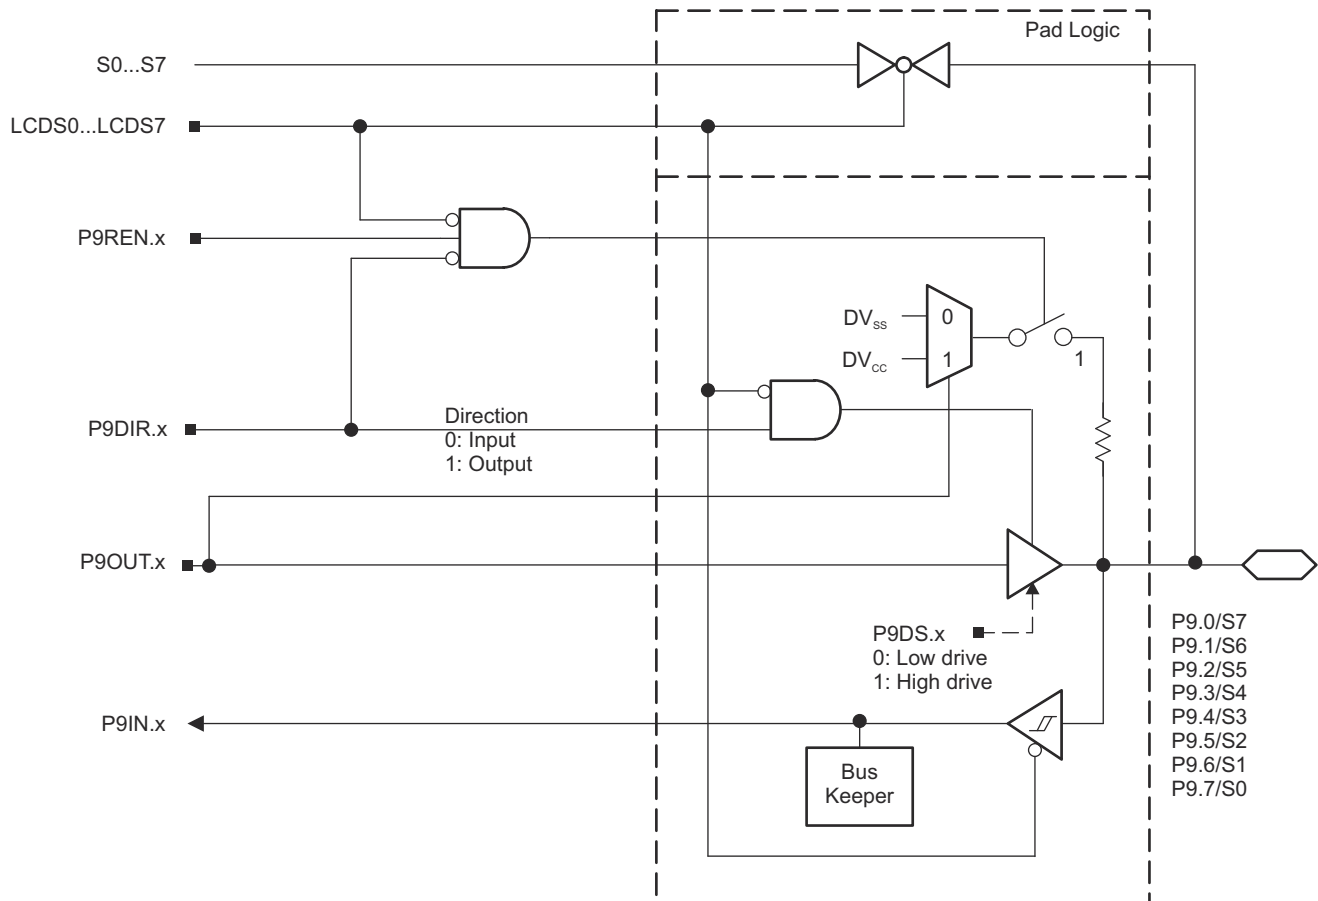 Pad Logic
S0...S7
LCDS0...LCDS7
P9REN.x
DVSS
0
DVCC
1
1
P9DIR.x
Direction
0: Input
1: Output
P9OUT.x
P9DS.x
0: Low drive
1: High drive
P9.0/S7
P9.1/S6
P9.2/S5
P9.3/S4
P9.4/S3
P9.5/S2
P9.6/S1
P9.7/S0
P9IN.x
Bus
Keeper